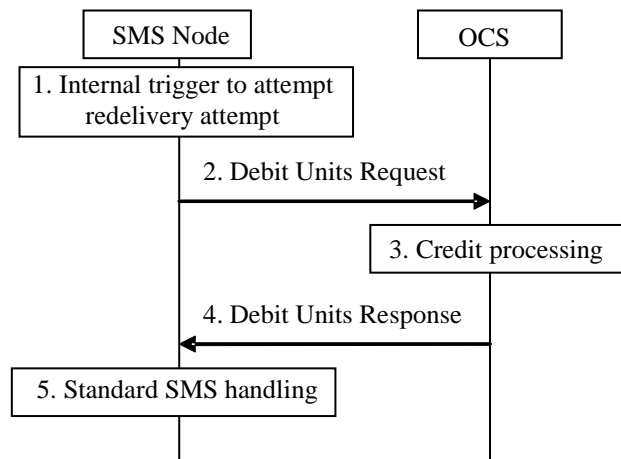 SMS Node
OCS
1. Internal trigger to attempt
redelivery attempt
2. Debit Units Request
3. Credit processing
4. Debit Units Response
5. Standard SMS handling